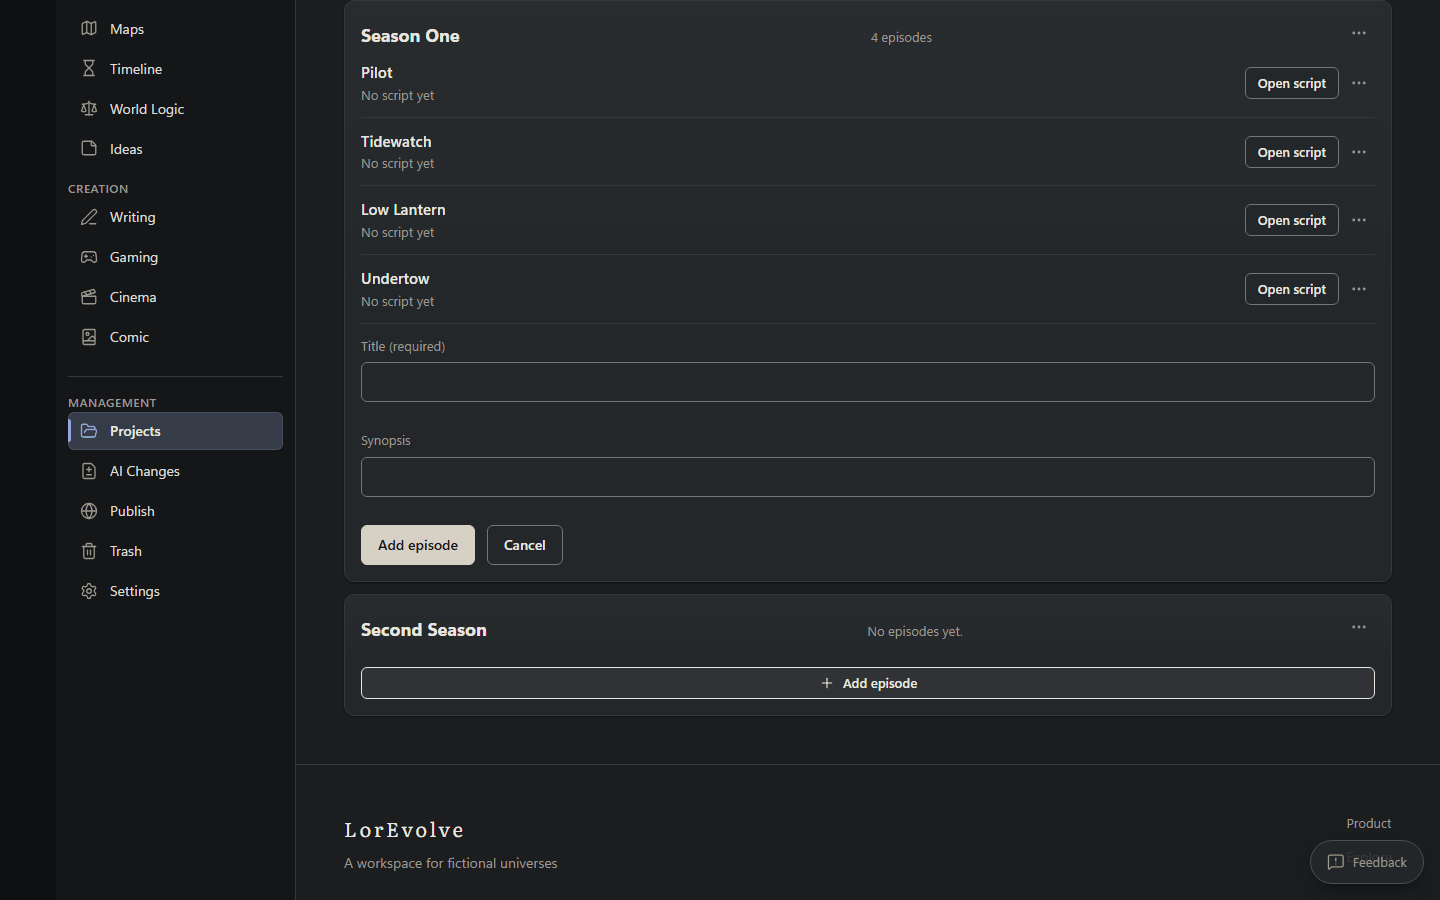 Maps
Timeline
World Logic
Ideas
CREATION
Writing
Gaming
Cinema
Comic
MANAGEMENT
Projects
AI Changes
Publish
Trash
Settings
Season One
4 episodes
Pilot
No script yet
Open script
Tidewatch
No script yet
Open script
Low Lantern
No script yet
Open script
Undertow
No script yet
Open script
Title (required)
Synopsis
Add episode
Cancel
Second Season
No episodes yet.
Add episode
LorEvolve
A workspace for fictional universes
Product
Feedback